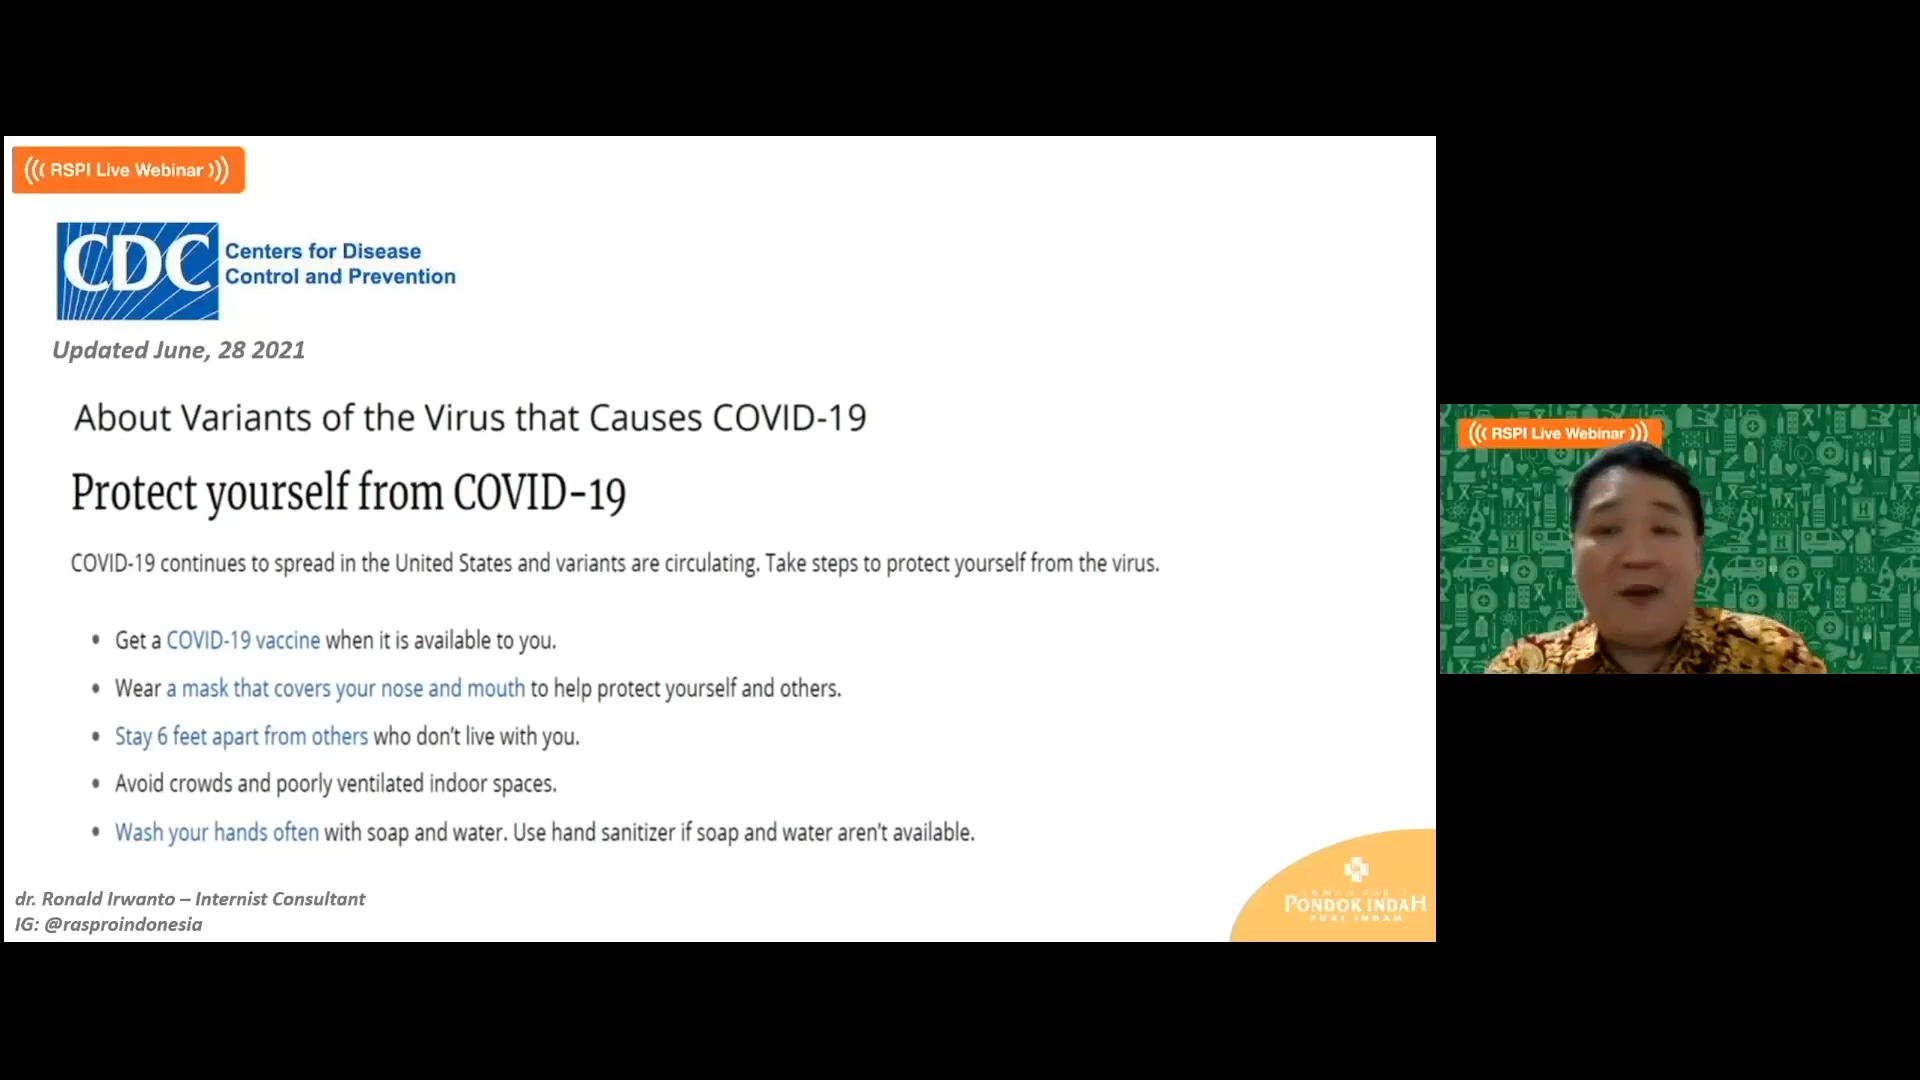 ((( RSPI Live Webinar )))
CDC
Centers for Disease
Control and Prevention
Updated June, 28 2021
About Variants of the Virus that Causes COVID-19
Protect yourself from COVID-19
COVID-19 continues to spread in the United States and variants are circulating. Take steps to protect yourself from the virus.
• Get a COVID-19 vaccine when it is available to you.
• Wear a mask that covers your nose and mouth to help protect yourself and others.
• Stay 6 feet apart from others who don't live with you.
• Avoid crowds and poorly ventilated indoor spaces.
• Wash your hands often with soap and water. Use hand sanitizer if soap and water aren't available.
dr. Ronald Irwanto – Internist Consultant
IG: @rasproindonesia
PONDOK INDAH
PURI INDAH
((( RSPI Live Webinar )))